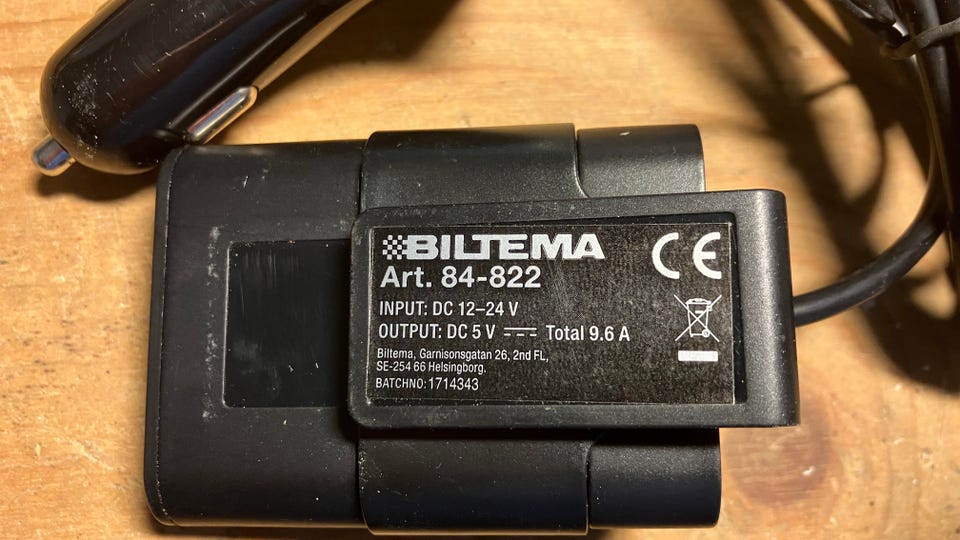 BILTEMA
Art. 84-822
INPUT: DC 12–24 V
OUTPUT: DC 5 V ⎓ Total 9.6 A
Biltema, Garnisonsgatan 26, 2nd FL,
SE-254 66 Helsingborg.
BATCHNO: 1714343
CE